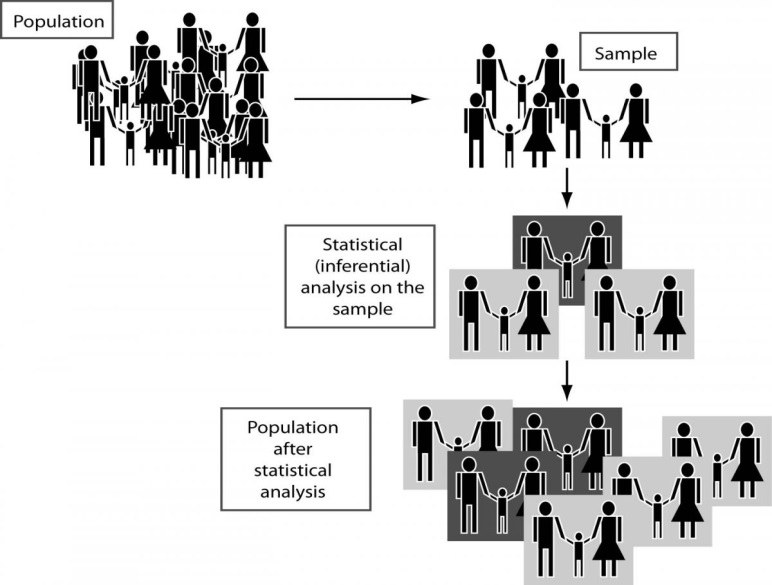 Population
Sample
Statistical
(inferential)
analysis on the
sample
Population
after
statistical
analysis